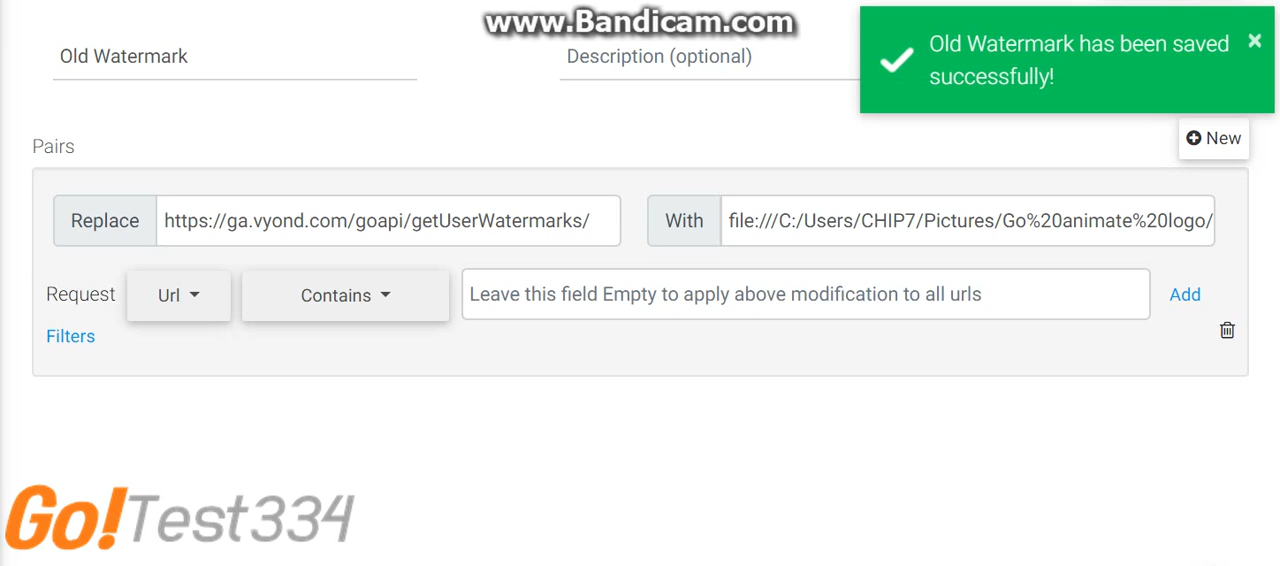 www.Bandicam.com
Old Watermark
Description (optional)
Old Watermark has been saved
successfully!
×
Pairs
New
Replace
https://ga.vyond.com/goapi/getUserWatermarks/
With
file:///C:/Users/CHIP7/Pictures/Go%20animate%20logo/
Request
Url
Contains
Leave this field Empty to apply above modification to all urls
Add
Filters
Go!Test334